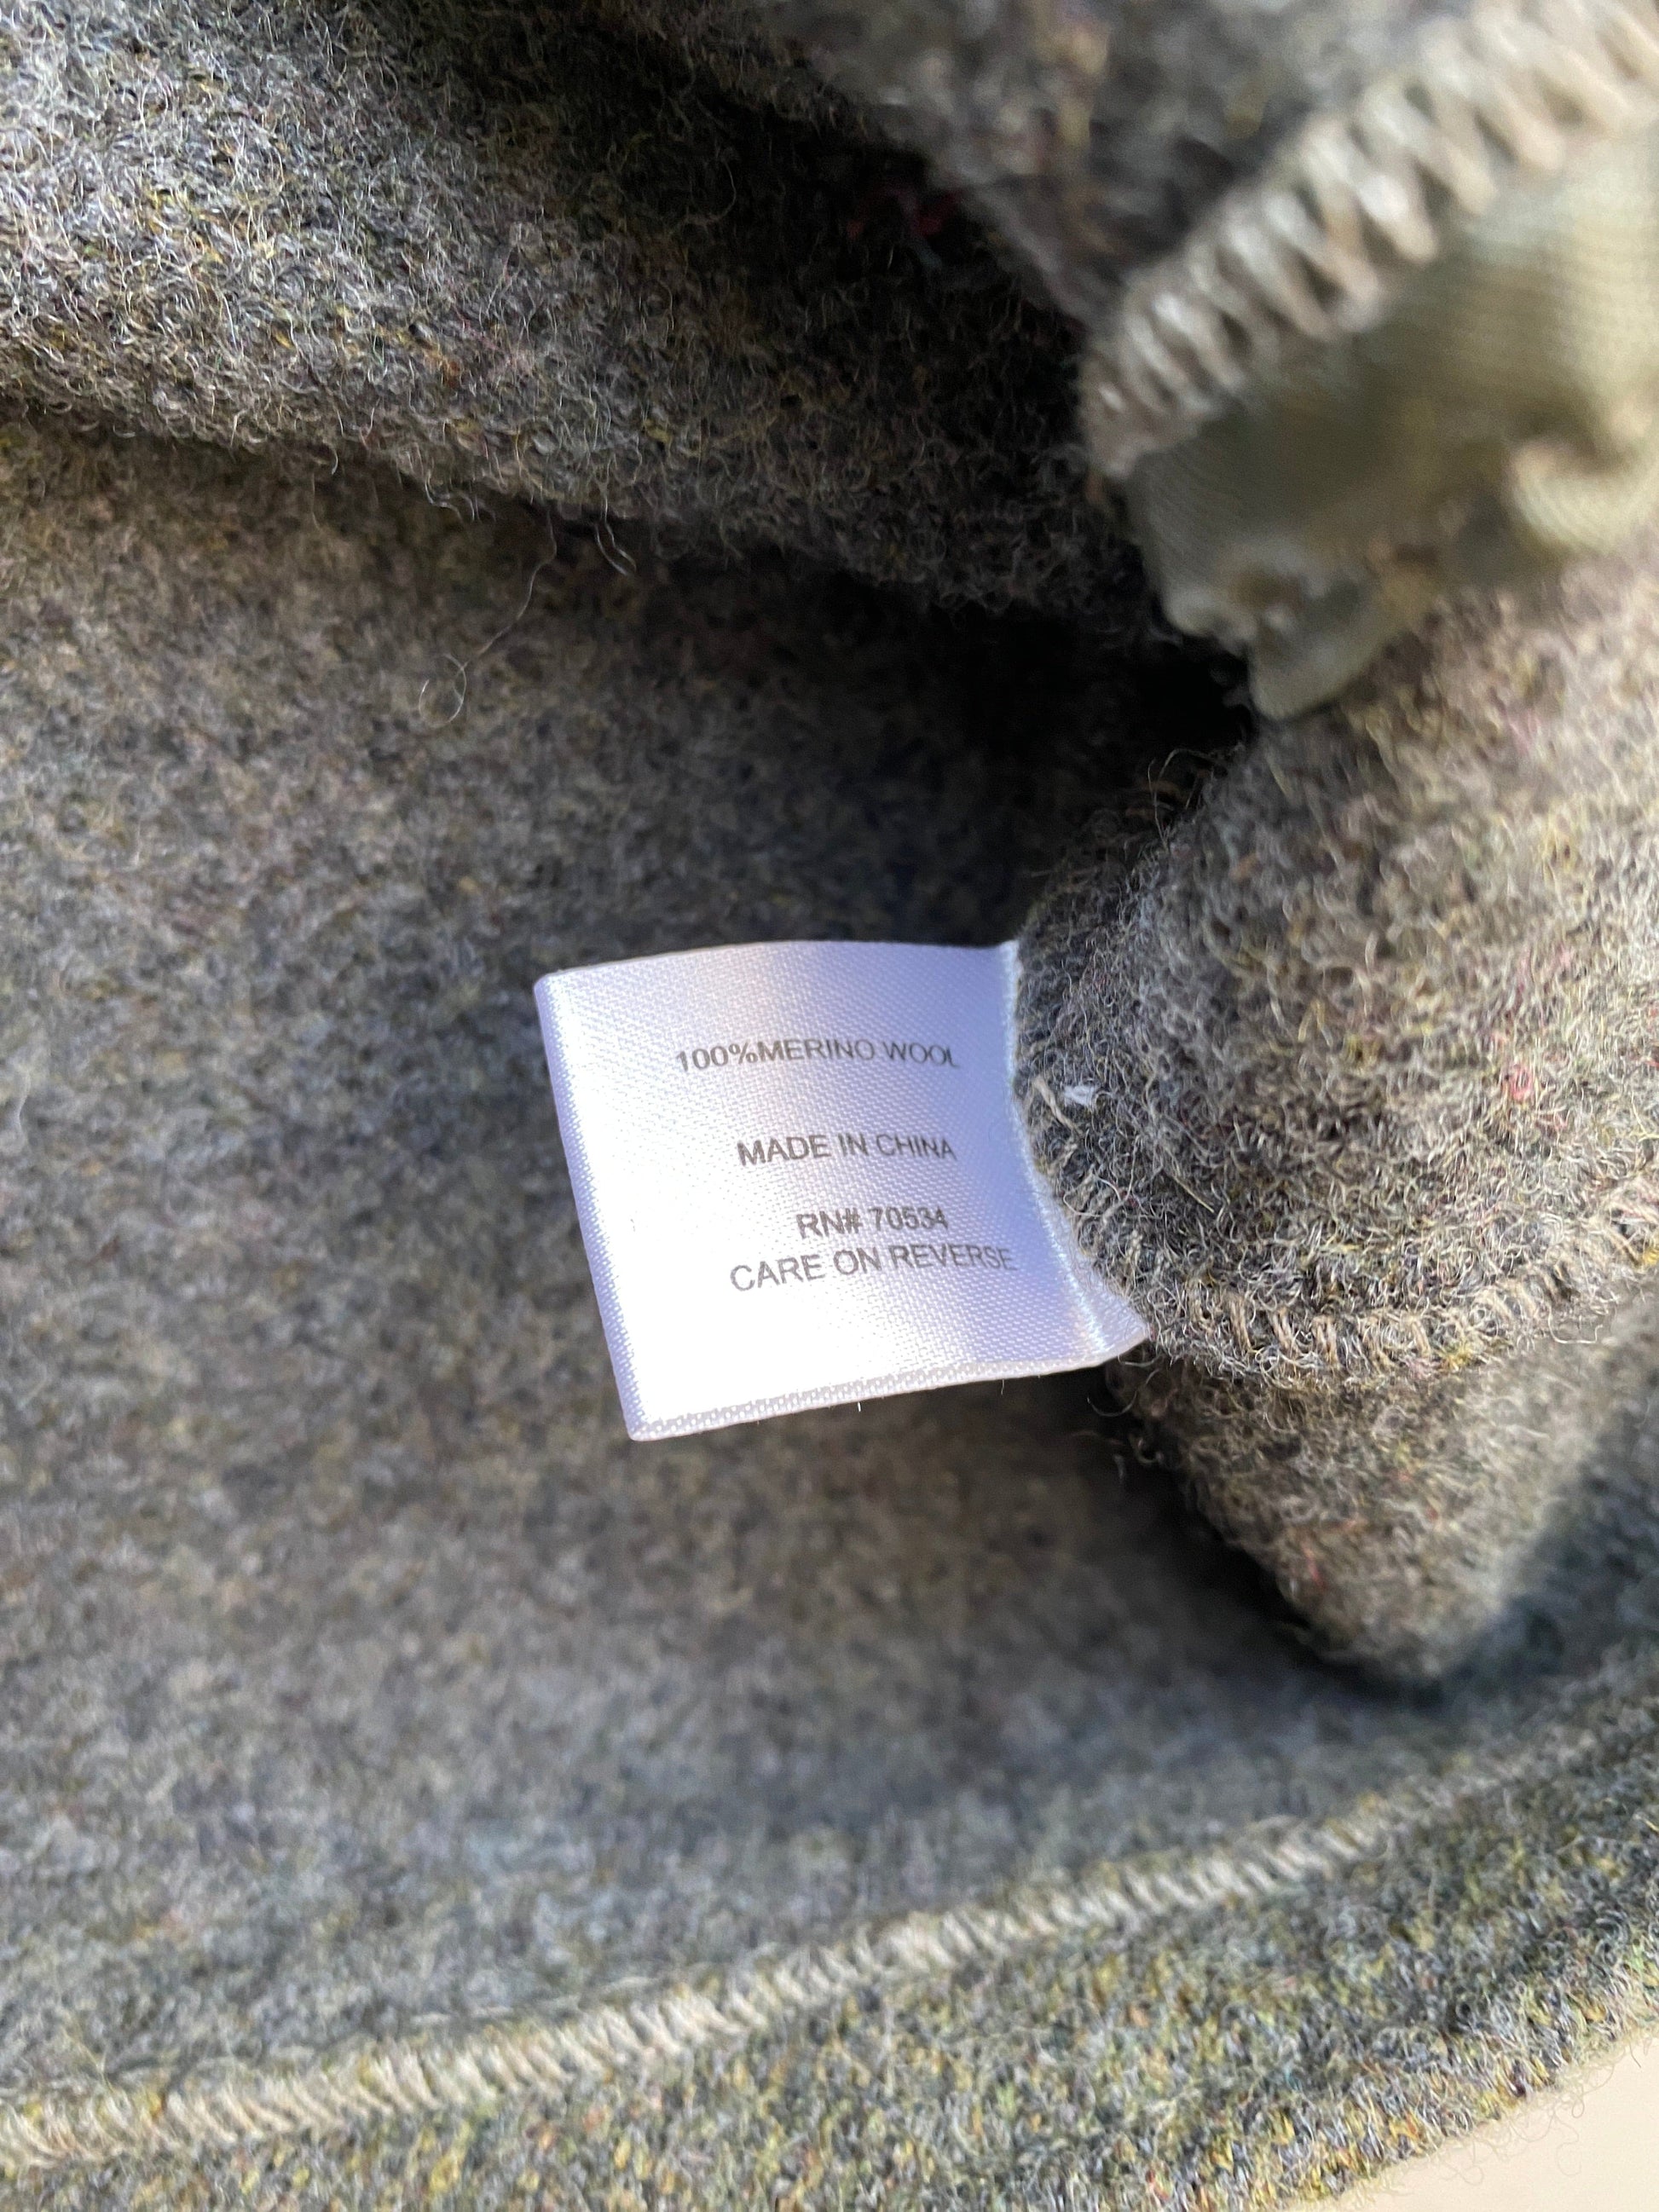 100%MERINO WOOL
MADE IN CHINA
RN# 70534
CARE ON REVERSE